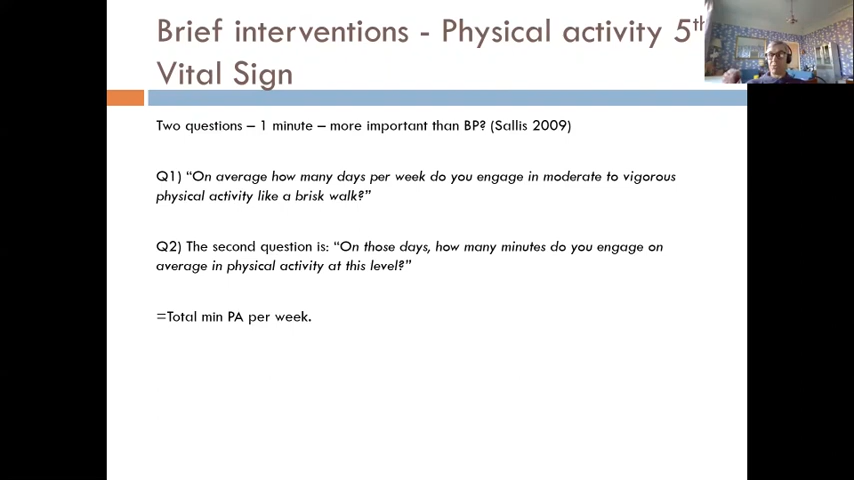 Brief interventions - Physical activity 5th
Vital Sign
Two questions – 1 minute – more important than BP? (Sallis 2009)
Q1) “On average how many days per week do you engage in moderate to vigorous
physical activity like a brisk walk?”
Q2) The second question is: “On those days, how many minutes do you engage on
average in physical activity at this level?”
=Total min PA per week.